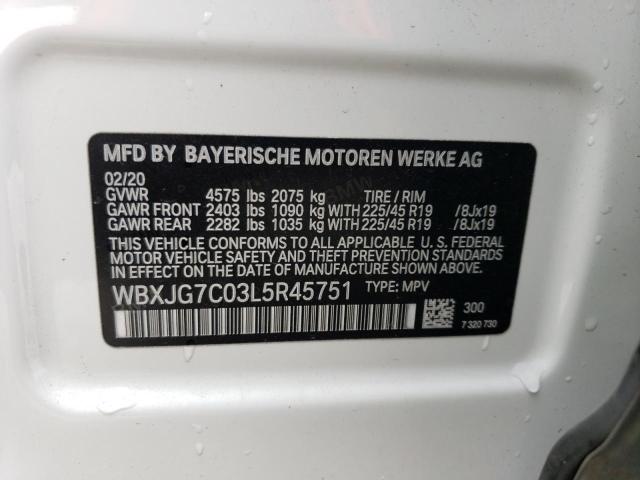 MFD BY BAYERISCHE MOTOREN WERKE AG
02/20
GVWR 4575 lbs 2075 kg TIRE / RIM
GAWR FRONT 2403 lbs 1090 kg WITH 225/45 R19 /8Jx19
GAWR REAR 2282 lbs 1035 kg WITH 225/45 R19 /8Jx19
THIS VEHICLE CONFORMS TO ALL APPLICABLE U. S. FEDERAL
MOTOR VEHICLE SAFETY AND THEFT PREVENTION STANDARDS
IN EFFECT ON THE DATE OF MANUFACTURE SHOWN ABOVE.
WBXJG7C03L5R45751 TYPE: MPV
300
7 320 730